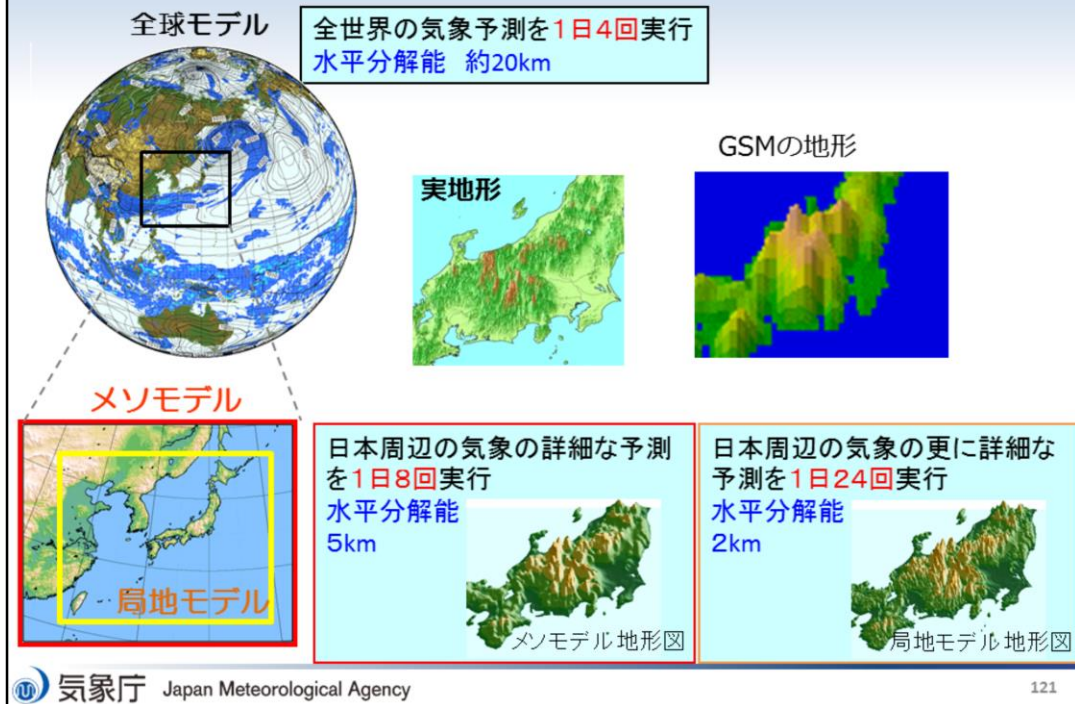 全球モデル
全世界の気象予測を1日4回実行
水平分解能 約20km
実地形
GSMの地形
メソモデル
局地モデル
日本周辺の気象の詳細な予測
を1日8回実行
水平分解能
5km
メソモデル地形図
日本周辺の気象の更に詳細な
予測を1日24回実行
水平分解能
2km
局地モデル地形図
気象庁 Japan Meteorological Agency
121